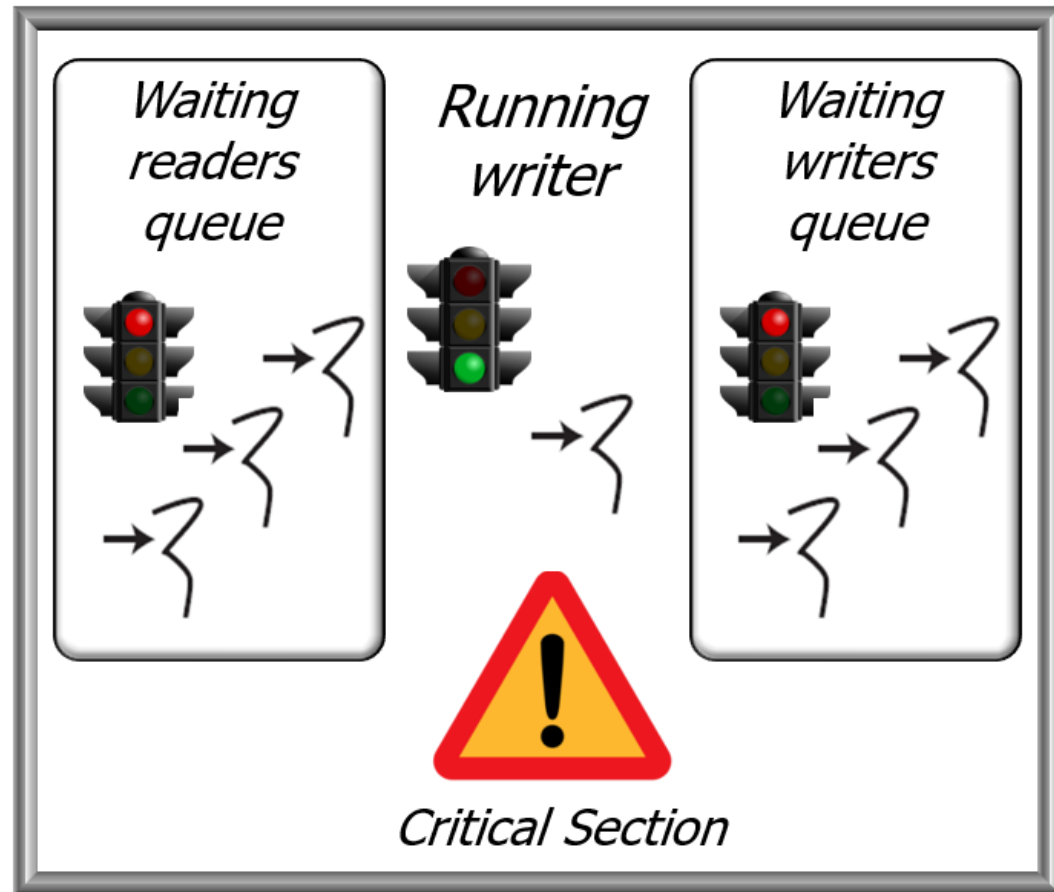 Waiting
readers
queue
Running
writer
Waiting
writers
queue
Critical Section